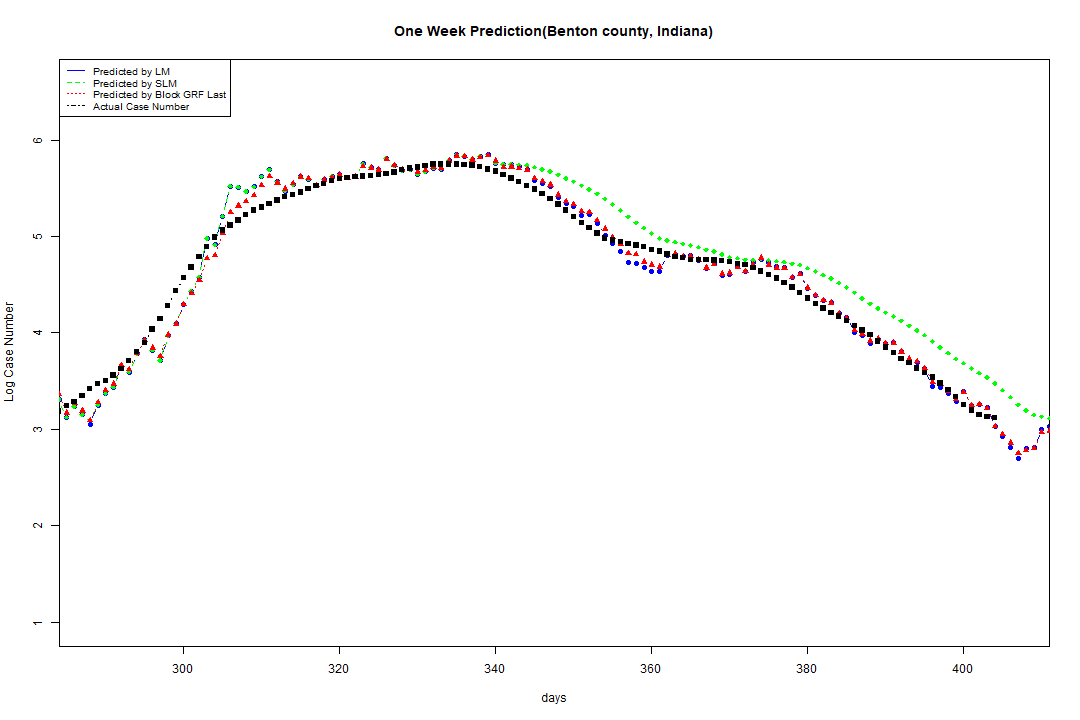 One Week Prediction(Benton county, Indiana)
Predicted by LM
Predicted by SLM
Predicted by Block GRF Last
Actual Case Number
6
5
4
3
2
1
Log Case Number
300 320 340 360 380 400
days